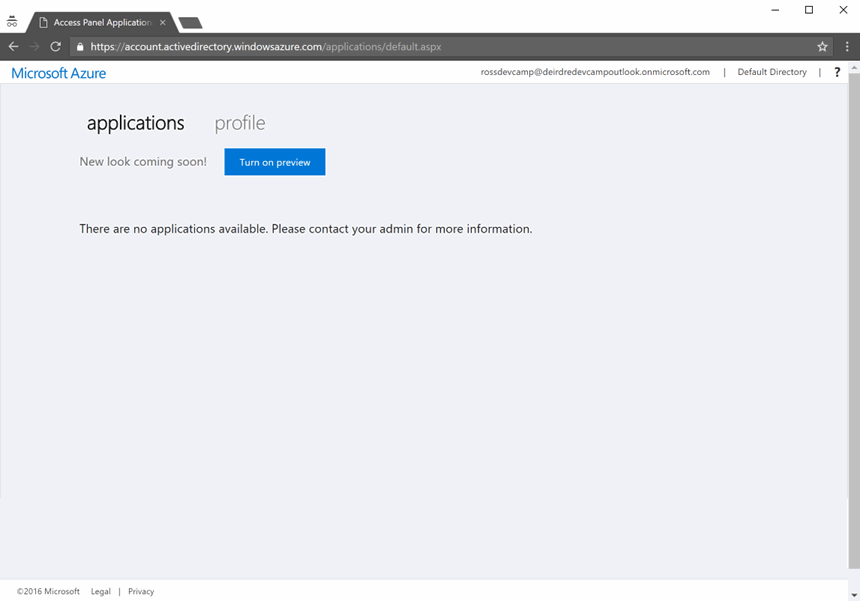 Access Panel Application
https://account.activedirectory.windowsazure.com/applications/default.aspx
Microsoft Azure
rossdevcamp@deirdredevcampoutlook.onmicrosoft.com | Default Directory | ?
applications profile
New look coming soon! Turn on preview
There are no applications available. Please contact your admin for more information.
©2016 Microsoft Legal | Privacy